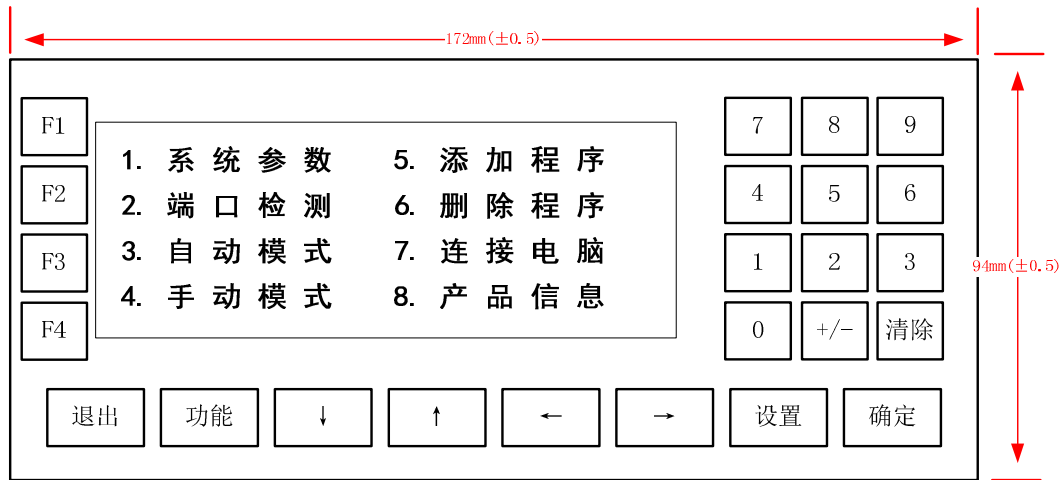 172mm(±0.5)
F1
7 8 9
1. 系统参数 5. 添加程序
F2
4 5 6
2. 端口检测 6. 删除程序
F3
1 2 3
94mm(±0.5)
3. 自动模式 7. 连接电脑
4. 手动模式 8. 产品信息
F4
0 +/- 清除
退出 功能 ↓ ↑ ← → 设置 确定